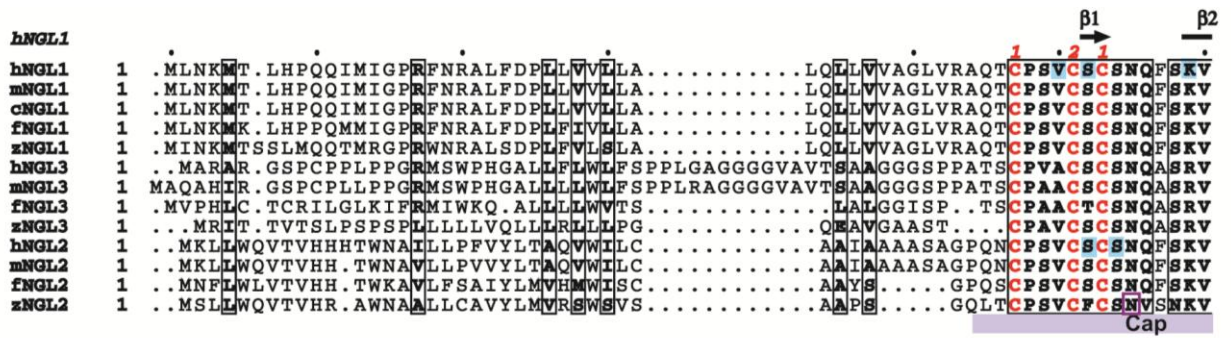 β1 β2
hNGL1
1 2 1
hNGL1 1 .MLNKMT.LHPQQIMIGPRFNRALFDPLLVVLLA...........LQLLVVAGLVRAQTCPSVCSCSNQFSKV
mNGL1 1 .MLNKMT.LHPQQIMIGPRFNRALFDPLLVVLLA...........LQLLVVAGLVRAQTCPSVCSCSNQFSKV
cNGL1 1 .MLNKMT.LHPQQIMIGPRFNRALFDPLLVVLLA...........LQLLVVAGLVRAQTCPSVCSCSNQFSKV
fNGL1 1 .MLNKMK.LHPQQMMIGPRFNRALFDPLFIVLLA...........LQLLVVAGLVRAQTCPSVCSCSNQFSKV
zNGL1 1 .MINKMTSSLMQQTMRGPRWNRALSDPLFVLSLA...........LQLLVVAGLVRAQTCPSVCSCSNQFSKV
hNGL3 1 ..MARAR.GSPCPPLPPGRMSWPHGALLFLWLFSPPLGAGGGGVAVTSAAGGGSPPATSCPVACSCSNQASRV
mNGL3 1 MAQAHIR.GSPCPLLPPGRMSWPHGALLLLWLFSPPLRAGGGGVAVTSAAGGGSPPATSCPAACSCSNQASRV
fNGL3 1 .MVPHLC.TCRILGLKIFRMIWKQ.ALLLLWVTS.............LALGGISP..TSCPAACTCSNQASRV
zNGL3 1 ..MRIT.TVTSLPSPSPLLLLLVQLLLRLLLPG.............QKAVGAAST...CPAVCSCSNQASRV
hNGL2 1 ..MKLLWQVTVHHHTWNAILLPFVYLTAQVWILC............AAIAAAASAGPQNCPSVCSCSNQFSKV
mNGL2 1 ..MKLLWQVTVHH.TWNAVLLPVVYLTAQVWILC............AAIAAAASAGPQNCPSVCSCSNQFSKV
fNGL2 1 ..MNFLWLVTVHH.TWKAVLFSAIYLMVHMWISC............AAYS.....GPQSCPSVCSCSNQFSKV
zNGL2 1 ..MSLLWQVTVHR.AWNAALLCAVYLMVRSWSVS............AAPS.....GQLTCPSVCFCSNVSNKV
Cap